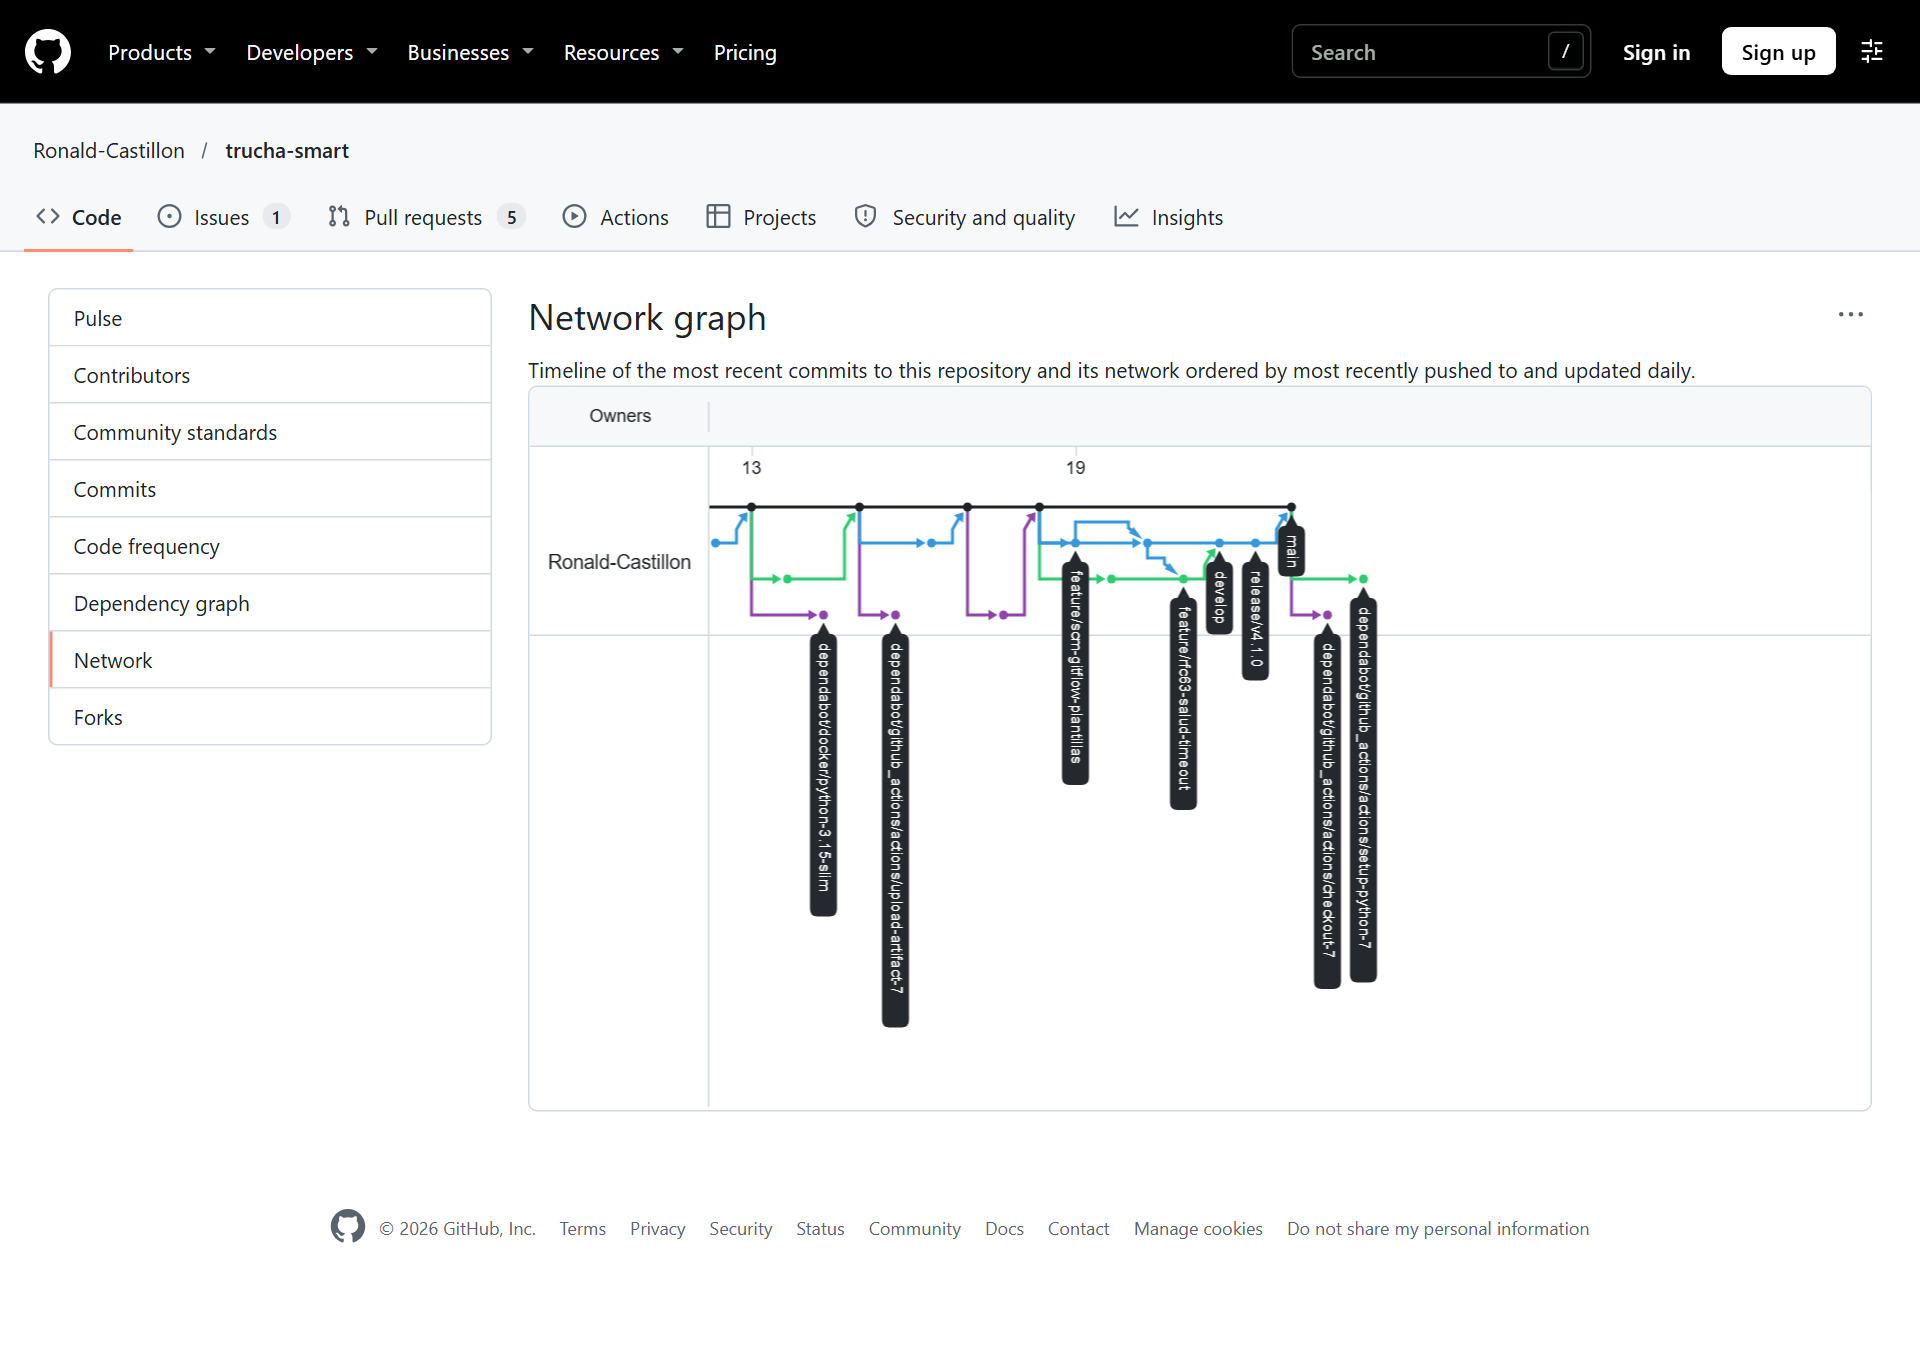 Products
Developers
Businesses
Resources
Pricing
Search
/
Sign in
Sign up
Ronald-Castillon / trucha-smart
Code
Issues 1
Pull requests 5
Actions
Projects
Security and quality
Insights
Pulse
Contributors
Community standards
Commits
Code frequency
Dependency graph
Network
Forks
Network graph
Timeline of the most recent commits to this repository and its network ordered by most recently pushed to and updated daily.
Owners
13
19
Ronald-Castillon
dependabot/docker/python-3.15-slim
dependabot/github_actions/actions/upload-artifact-7
feature/scm-gitflow-plantillas
feature/rfc63-salud-timeout
develop
release/v4.1.0
main
dependabot/github_actions/actions/checkout-7
dependabot/github_actions/actions/setup-python-7
© 2026 GitHub, Inc.
Terms
Privacy
Security
Status
Community
Docs
Contact
Manage cookies
Do not share my personal information